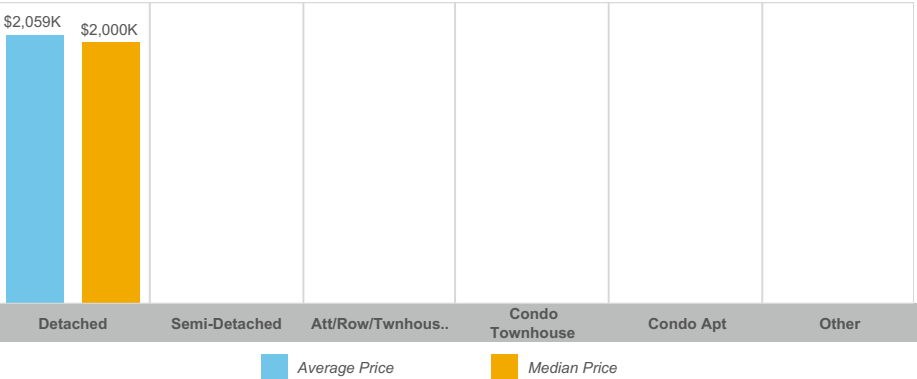 $2,059K
$2,000K
Detached
Semi-Detached
Att/Row/Twnhous..
Condo
Townhouse
Condo Apt
Other
Average Price
Median Price